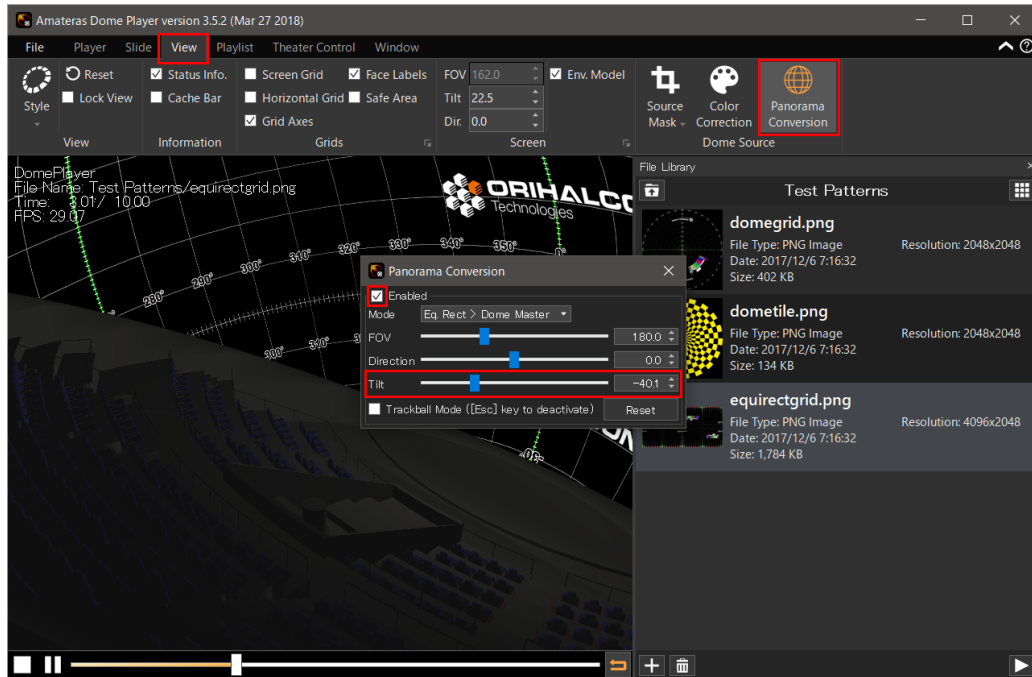 Amateras Dome Player version 3.5.2 (Mar 27 2018)
File Player Slide View Playlist Theater Control Window
Style
Reset
Lock View
View
Status Info.
Cache Bar
Information
Screen Grid
Face Labels
Horizontal Grid
Safe Area
Grid Axes
Grids
FOV 162.0
Env. Model
Tilt 22.5
Dir. 0.0
Screen
Source Mask
Color Correction
Panorama Conversion
Dome Source
DomePlayer
File Name: Test Patterns/equirectgrid.png
FPS: 29.07
ORIHALC
Technologies
280° 290° 300° 310° 320° 330° 340° 350° 0°
Panorama Conversion
Enabled
Mode Eq. Rect > Dome Master
FOV 180.0
Direction 0.0
Tilt -40.1
Trackball Mode ([Esc] key to deactivate) Reset
File Library
Test Patterns
domegrid.png
File Type: PNG Image Resolution: 2048x2048
Date: 2017/12/6 7:16:32
Size: 402 KB
dometile.png
File Type: PNG Image Resolution: 2048x2048
Date: 2017/12/6 7:16:32
Size: 134 KB
equirectgrid.png
File Type: PNG Image Resolution: 4096x2048
Date: 2017/12/6 7:16:32
Size: 1,784 KB